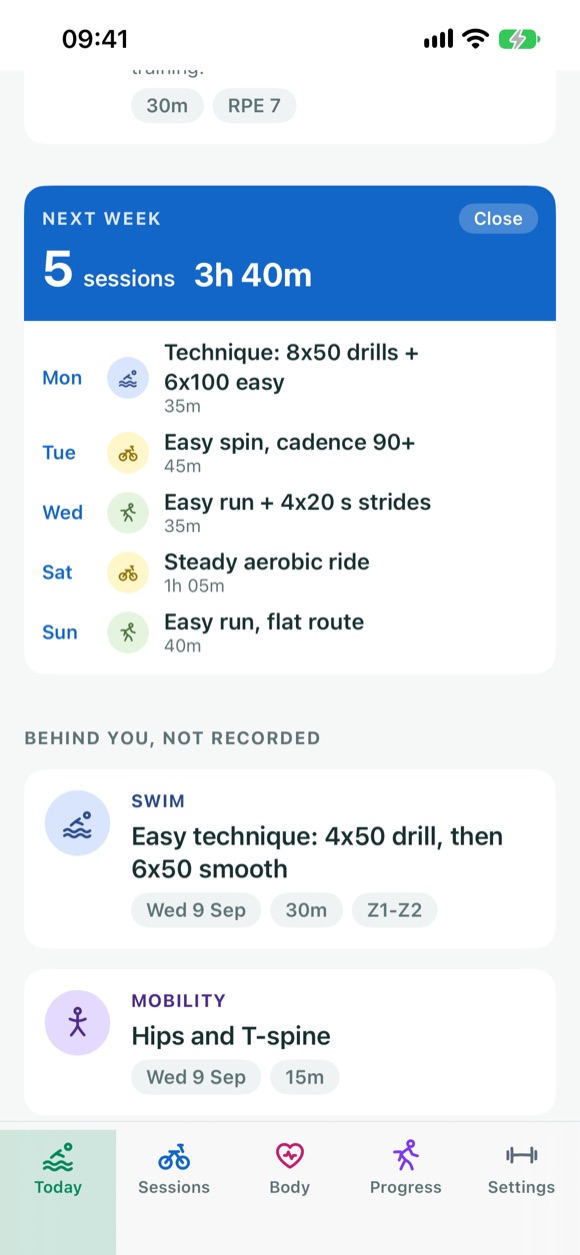 09:41
training.
30m
RPE 7
NEXT WEEK
Close
5 sessions 3h 40m
Mon
Technique: 8x50 drills +
6x100 easy
35m
Tue
Easy spin, cadence 90+
45m
Wed
Easy run + 4x20 s strides
35m
Sat
Steady aerobic ride
1h 05m
Sun
Easy run, flat route
40m
BEHIND YOU, NOT RECORDED
SWIM
Easy technique: 4x50 drill, then
6x50 smooth
Wed 9 Sep
30m
Z1-Z2
MOBILITY
Hips and T-spine
Wed 9 Sep
15m
Today
Sessions
Body
Progress
Settings